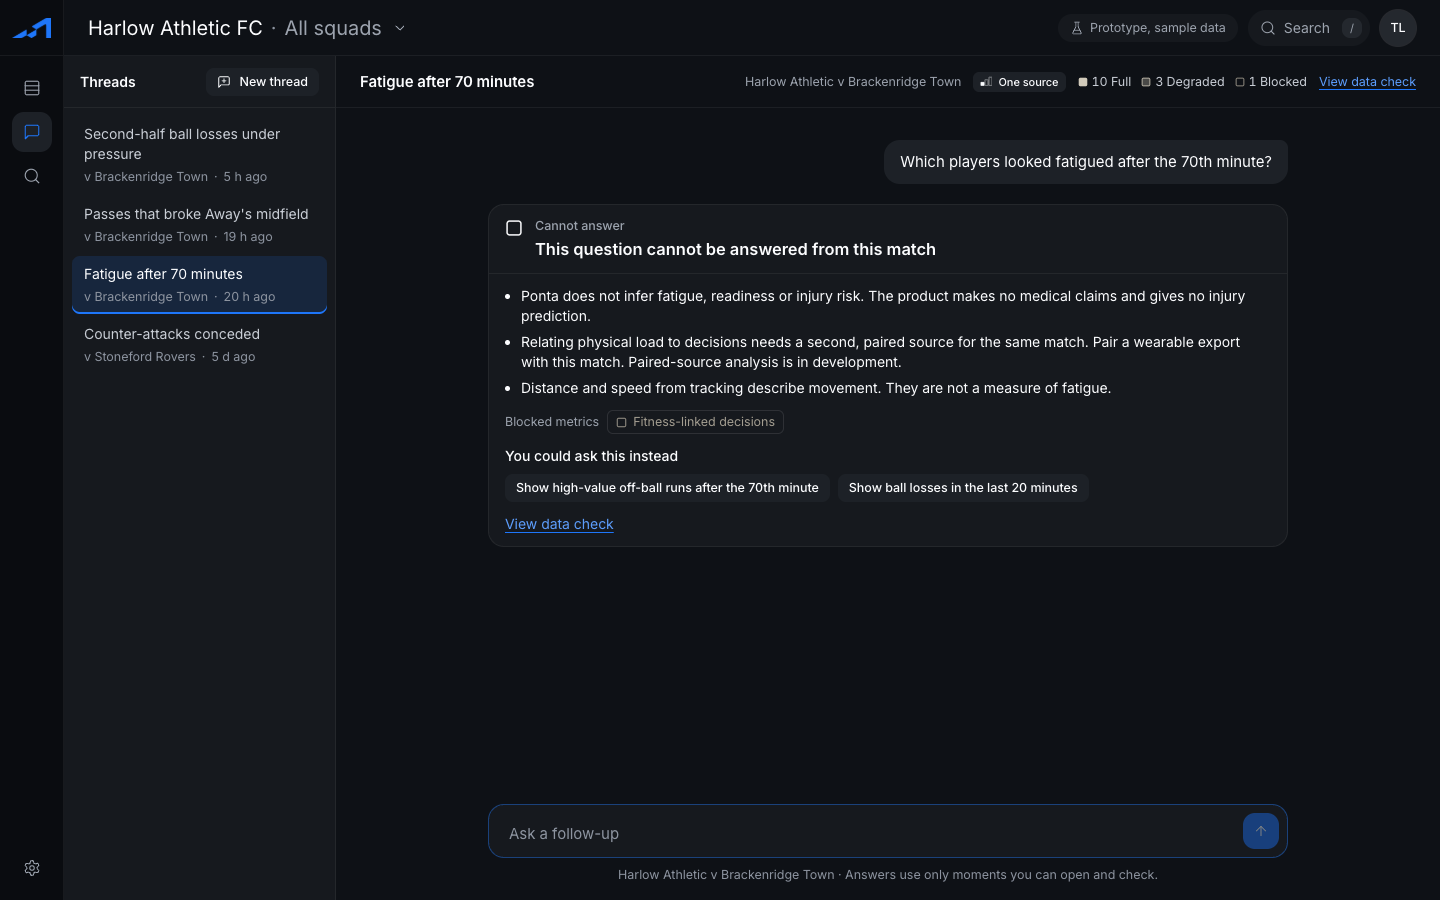 Harlow Athletic FC · All squads
Prototype, sample data
Search /
TL
Threads
New thread
Second-half ball losses under
pressure
v Brackenridge Town · 5 h ago
Passes that broke Away's midfield
v Brackenridge Town · 19 h ago
Fatigue after 70 minutes
v Brackenridge Town · 20 h ago
Counter-attacks conceded
v Stoneford Rovers · 5 d ago
Fatigue after 70 minutes
Harlow Athletic v Brackenridge Town
One source
10 Full
3 Degraded
1 Blocked
View data check
Which players looked fatigued after the 70th minute?
Cannot answer
This question cannot be answered from this match
• Ponta does not infer fatigue, readiness or injury risk. The product makes no medical claims and gives no injury
prediction.
• Relating physical load to decisions needs a second, paired source for the same match. Pair a wearable export
with this match. Paired-source analysis is in development.
• Distance and speed from tracking describe movement. They are not a measure of fatigue.
Blocked metrics
Fitness-linked decisions
You could ask this instead
Show high-value off-ball runs after the 70th minute
Show ball losses in the last 20 minutes
View data check
Ask a follow-up
Harlow Athletic v Brackenridge Town · Answers use only moments you can open and check.